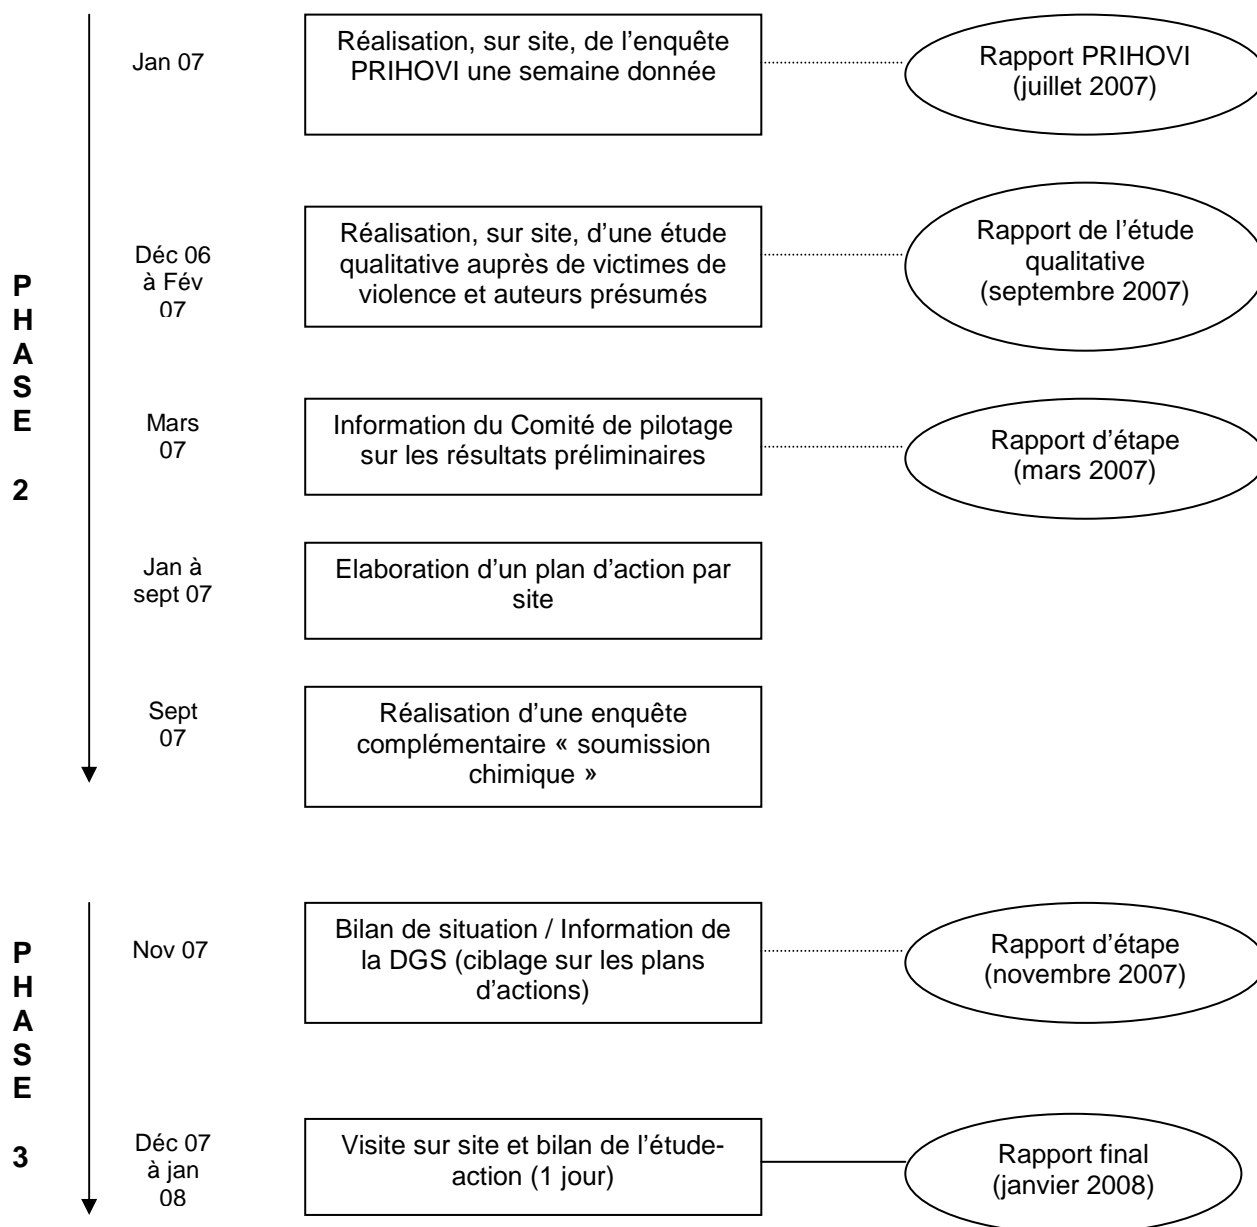 Jan 07
Réalisation, sur site, de l’enquête
PRIHOVI une semaine donnée
Rapport PRIHOVI
(juillet 2007)
PHASE 2
Déc 06
à Fév
07
Réalisation, sur site, d’une étude
qualitative auprès de victimes de
violence et auteurs présumés
Rapport de l’étude
qualitative
(septembre 2007)
Mars
07
Information du Comité de pilotage
sur les résultats préliminaires
Rapport d’étape
(mars 2007)
Jan à
sept 07
Elaboration d’un plan d’action par
site
Sept
07
Réalisation d’une enquête
complémentaire « soumission
chimique »
PHASE 3
Nov 07
Bilan de situation / Information de
la DGS (ciblage sur les plans
d’actions)
Rapport d’étape
(novembre 2007)
Déc 07
à jan
08
Visite sur site et bilan de l’étude-
action (1 jour)
Rapport final
(janvier 2008)